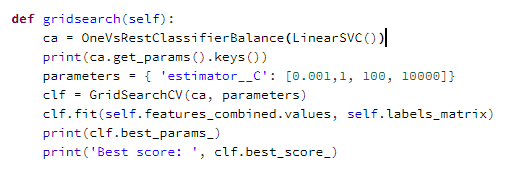 def gridsearch(self):
    ca = OneVsRestClassifierBalance(LinearSVC())
    print(ca.get_params().keys())
    parameters = { 'estimator__C': [0.001,1, 100, 10000]}
    clf = GridSearchCV(ca, parameters)
    clf.fit(self.features_combined.values, self.labels_matrix)
    print(clf.best_params_)
    print('Best score: ', clf.best_score_)